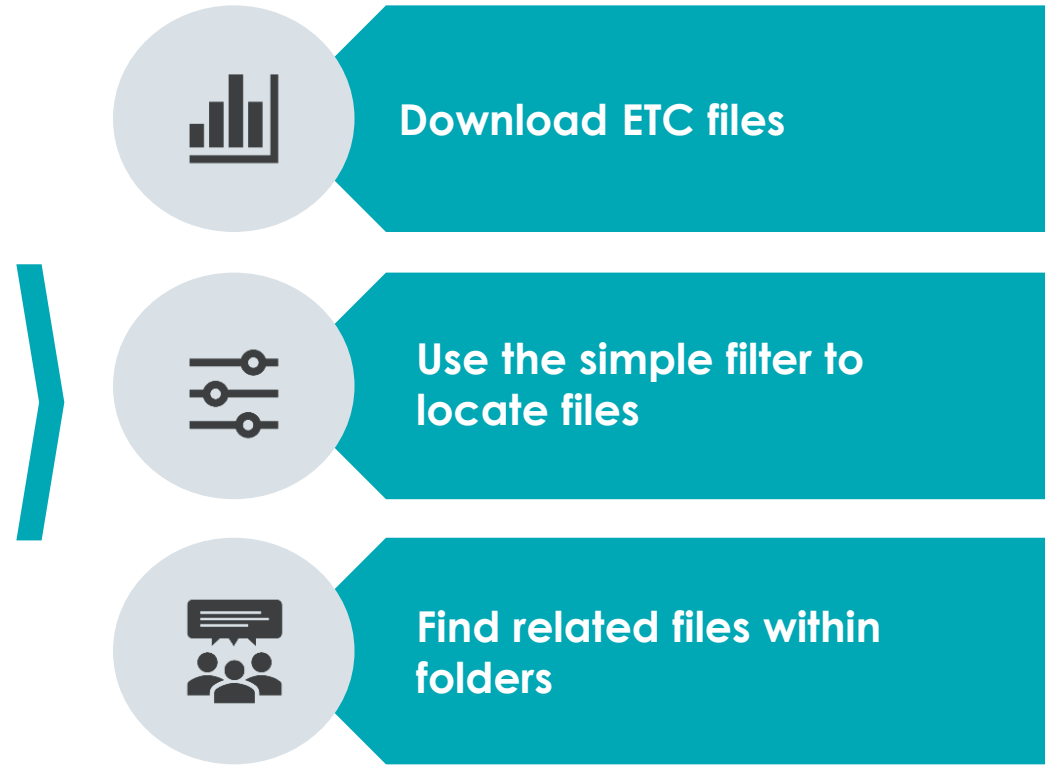 Download ETC files
Use the simple filter to
locate files
Find related files within
folders